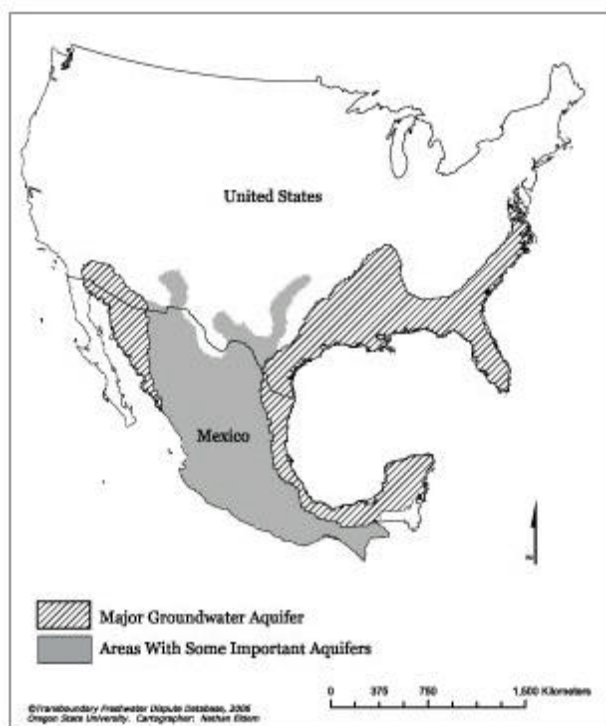 United States
Mexico
Major Groundwater Aquifer
Areas With Some Important Aquifers
©Transboundary Freshwater Dispute Database, 2006
Oregon State University. Cartographer: Nathan Eidem
0 375 750 1,500 Kilometers